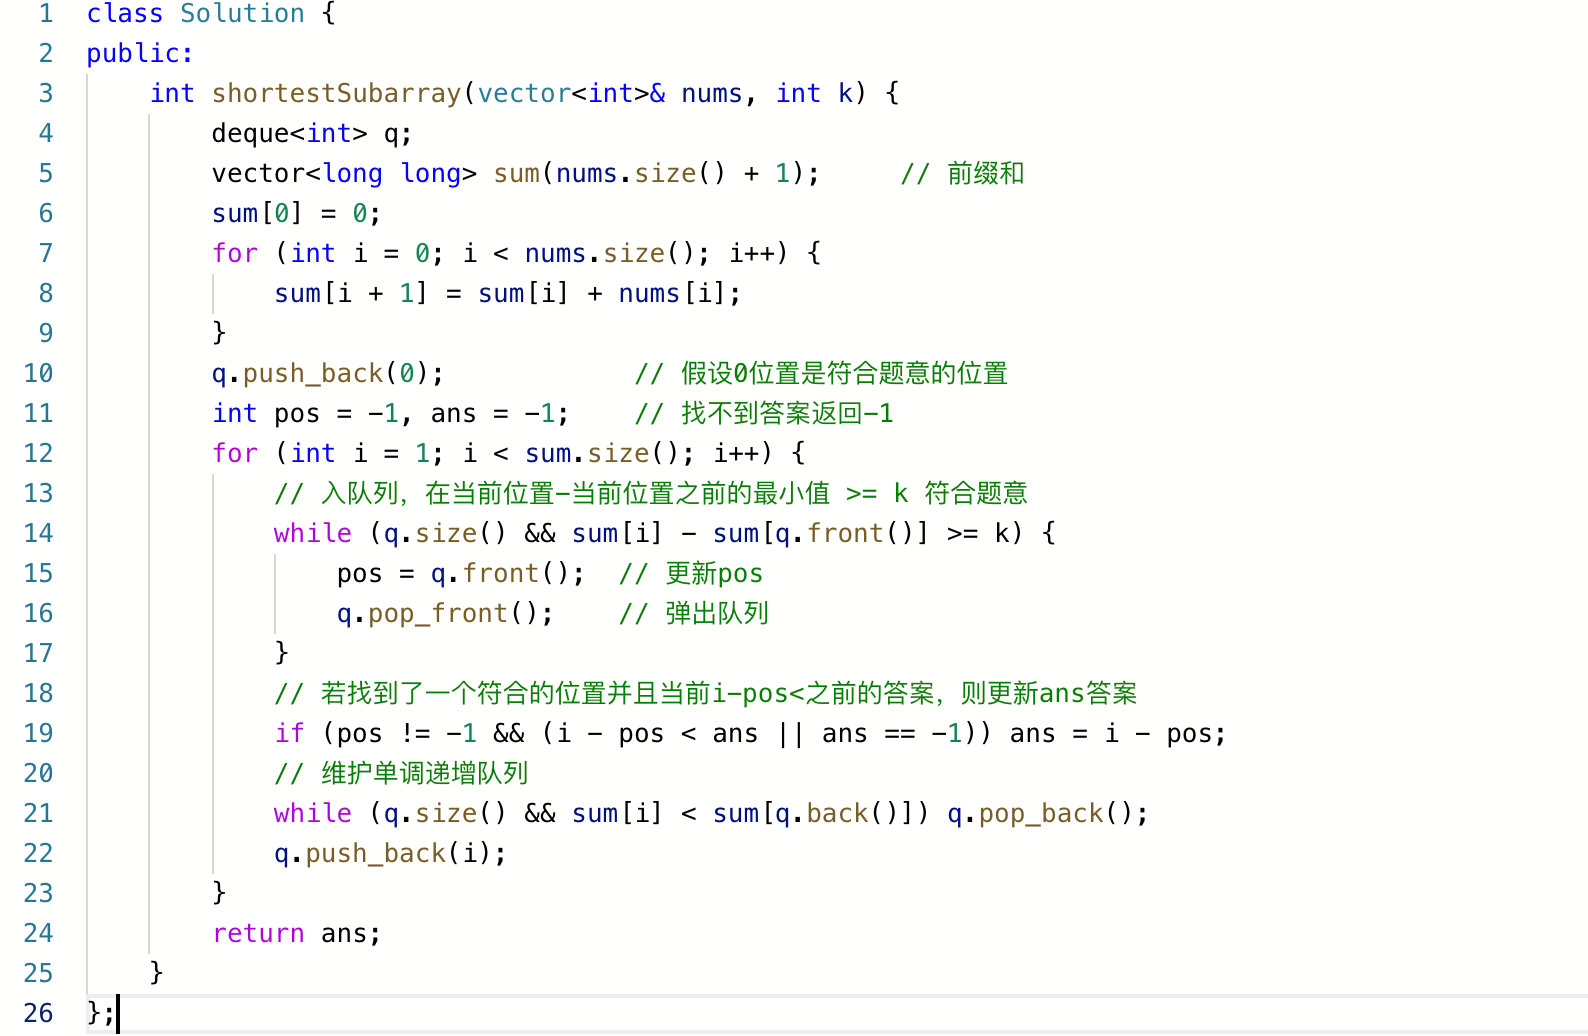 1 class Solution {
2 public:
3     int shortestSubarray(vector<int>& nums, int k) {
4         deque<int> q;
5         vector<long long> sum(nums.size() + 1);     // 前缀和
6         sum[0] = 0;
7         for (int i = 0; i < nums.size(); i++) {
8             sum[i + 1] = sum[i] + nums[i];
9         }
10         q.push_back(0);            // 假设0位置是符合题意的位置
11         int pos = -1, ans = -1;    // 找不到答案返回-1
12         for (int i = 1; i < sum.size(); i++) {
13             // 入队列，在当前位置-当前位置之前的最小值 >= k 符合题意
14             while (q.size() && sum[i] - sum[q.front()] >= k) {
15                 pos = q.front();  // 更新pos
16                 q.pop_front();    // 弹出队列
17             }
18             // 若找到了一个符合的位置并且当前i-pos<之前的答案，则更新ans答案
19             if (pos != -1 && (i - pos < ans || ans == -1)) ans = i - pos;
20             // 维护单调递增队列
21             while (q.size() && sum[i] < sum[q.back()]) q.pop_back();
22             q.push_back(i);
23         }
24         return ans;
25     }
26 };